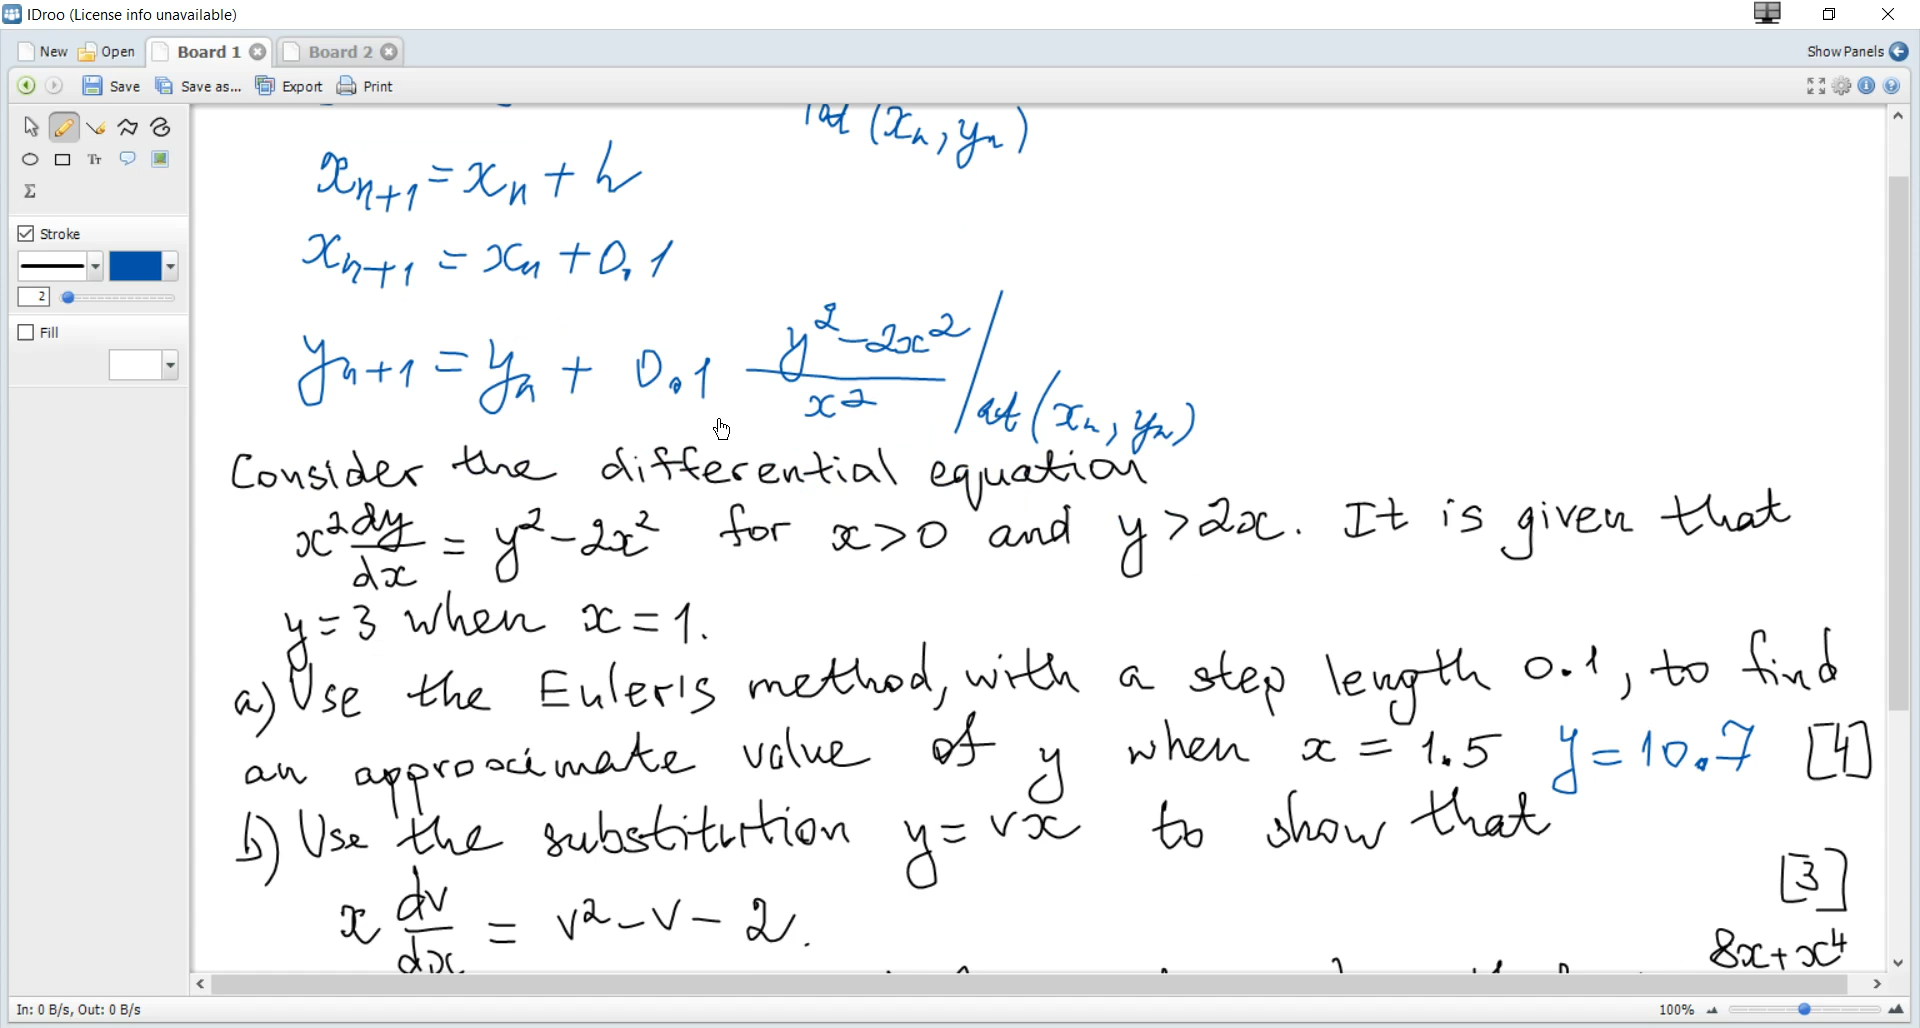 IDroo (License info unavailable)
New Open Board 1 Board 2 Show Panels
Save Save as... Export Print
Tt
Σ
Stroke
2
Fill
at (xₙ, yₙ)
xₙ₊₁ = xₙ + h
xₙ₊₁ = xₙ + 0.1
yₙ₊₁ = yₙ + 0.1 (y² - 2x²)/x² / at (xₙ, yₙ)
Consider the differential equation
x² dy/dx = y² - 2x² for x > 0 and y > 2x. It is given that
y = 3 when x = 1.
a) Use the Euler's method, with a step length 0.1, to find
an approximate value of y when x = 1.5 y = 10.7 [4]
b) Use the substitution y = vx to show that
[3]
x dv/dx = v² - v - 2.
8x + x⁴
In: 0 B/s, Out: 0 B/s 100%